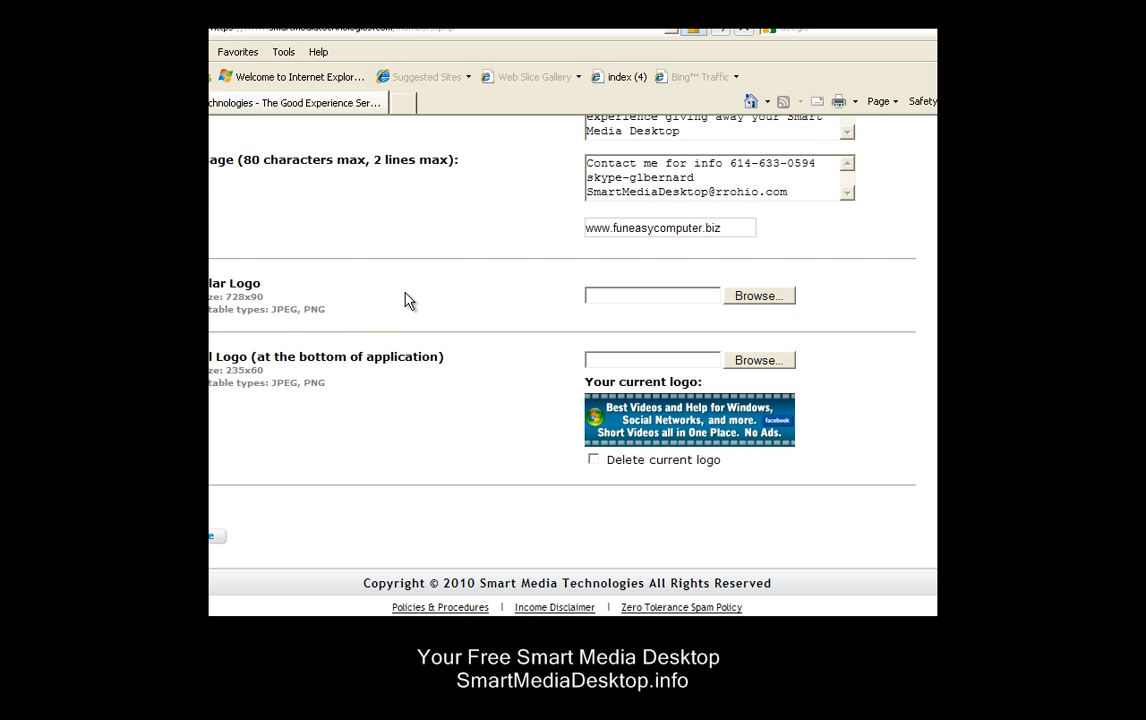 Favorites Tools Help
Welcome to Internet Explor... Suggested Sites Web Slice Gallery index (4) Bing™ Traffic
chnologies - The Good Experience Ser... Page Safety
experience giving away your Smart
Media Desktop
age (80 characters max, 2 lines max):
Contact me for info 614-633-0594
skype-glbernard
SmartMediaDesktop@rrohio.com
www.funeasycomputer.biz
lar Logo
ze: 728x90
table types: JPEG, PNG
Browse...
l Logo (at the bottom of application)
ze: 235x60
table types: JPEG, PNG
Browse...
Your current logo:
Best Videos and Help for Windows,
Social Networks, and more. facebook
Short Videos all in One Place. No Ads.
Delete current logo
e
Copyright © 2010 Smart Media Technologies All Rights Reserved
Policies & Procedures | Income Disclaimer | Zero Tolerance Spam Policy
Your Free Smart Media Desktop
SmartMediaDesktop.info